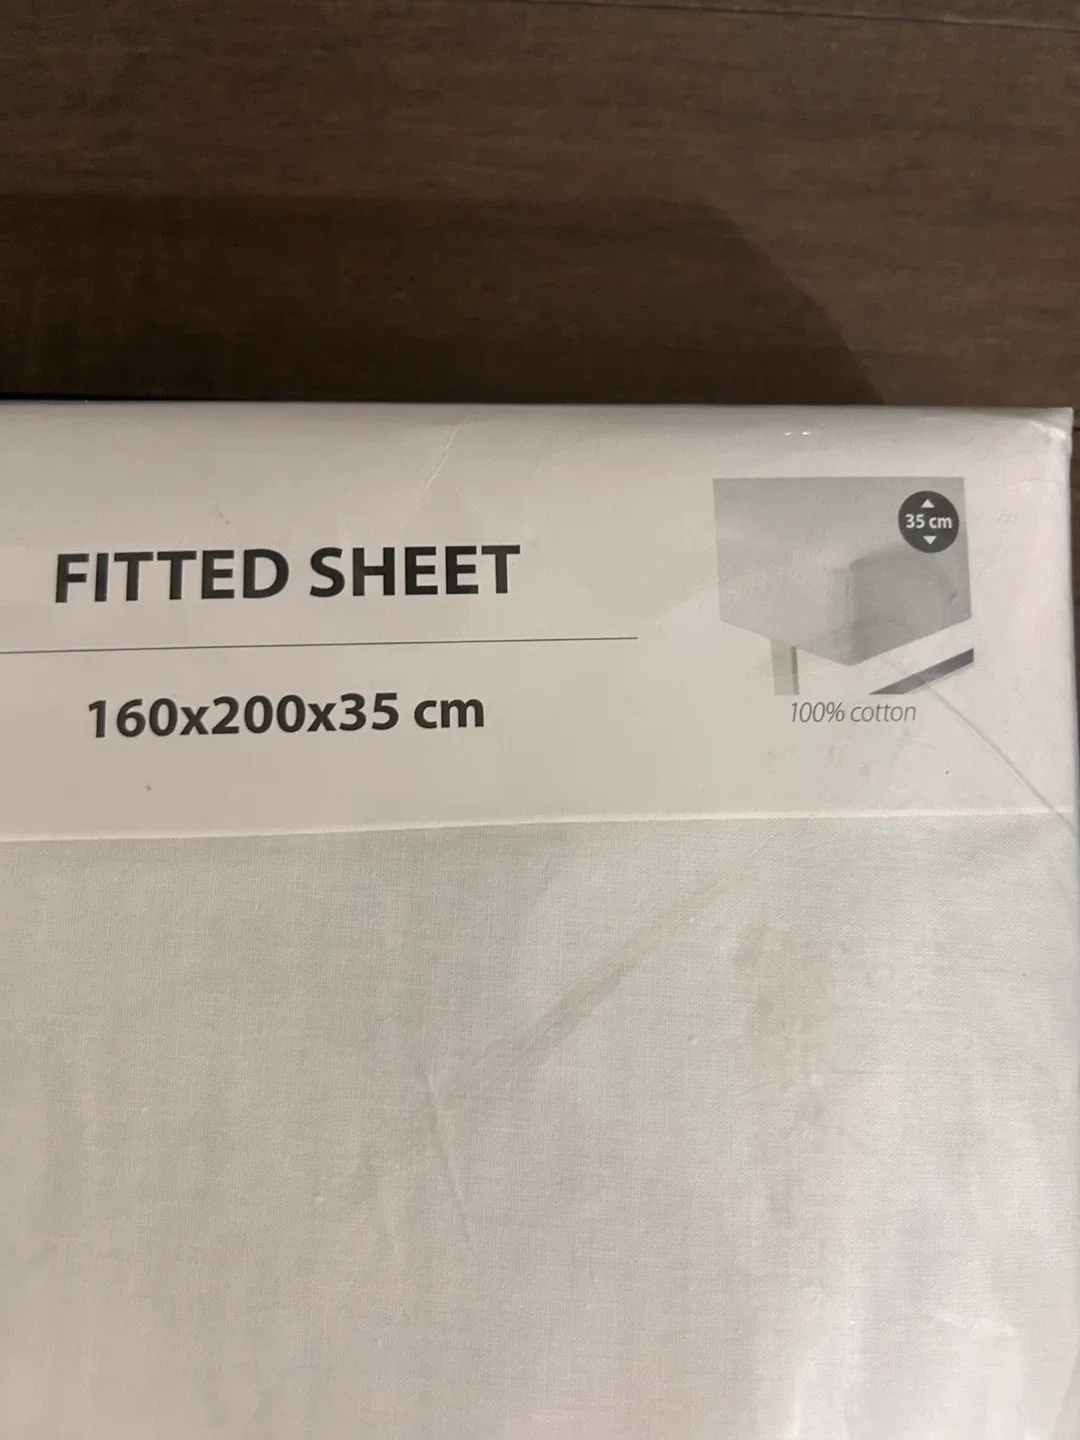 FITTED SHEET
160x200x35 cm
35 cm
100% cotton